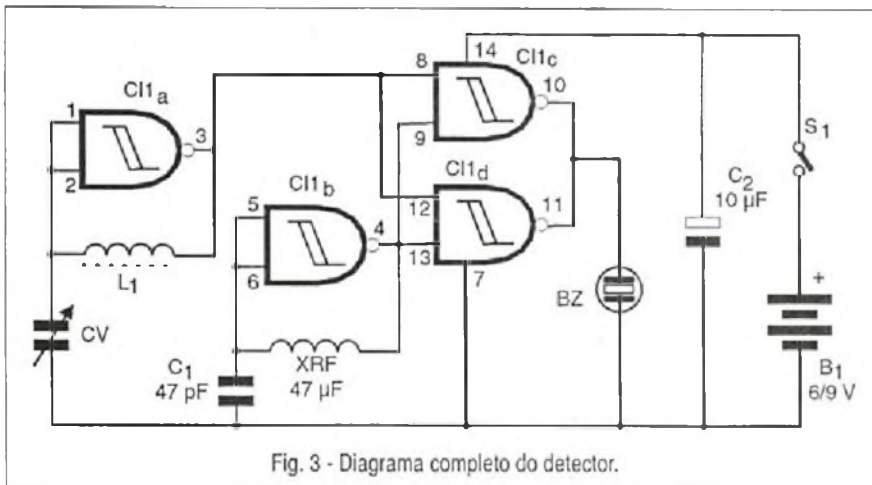 CI1a
1
2
3
L1
CV
CI1b
5
6
4
C1
47 pF
XRF
47 µF
8
9
14
CI1c
10
CI1d
12
13
11
7
BZ
C2
10 µF
S1
+
B1
6/9 V
Fig. 3 - Diagrama completo do detector.